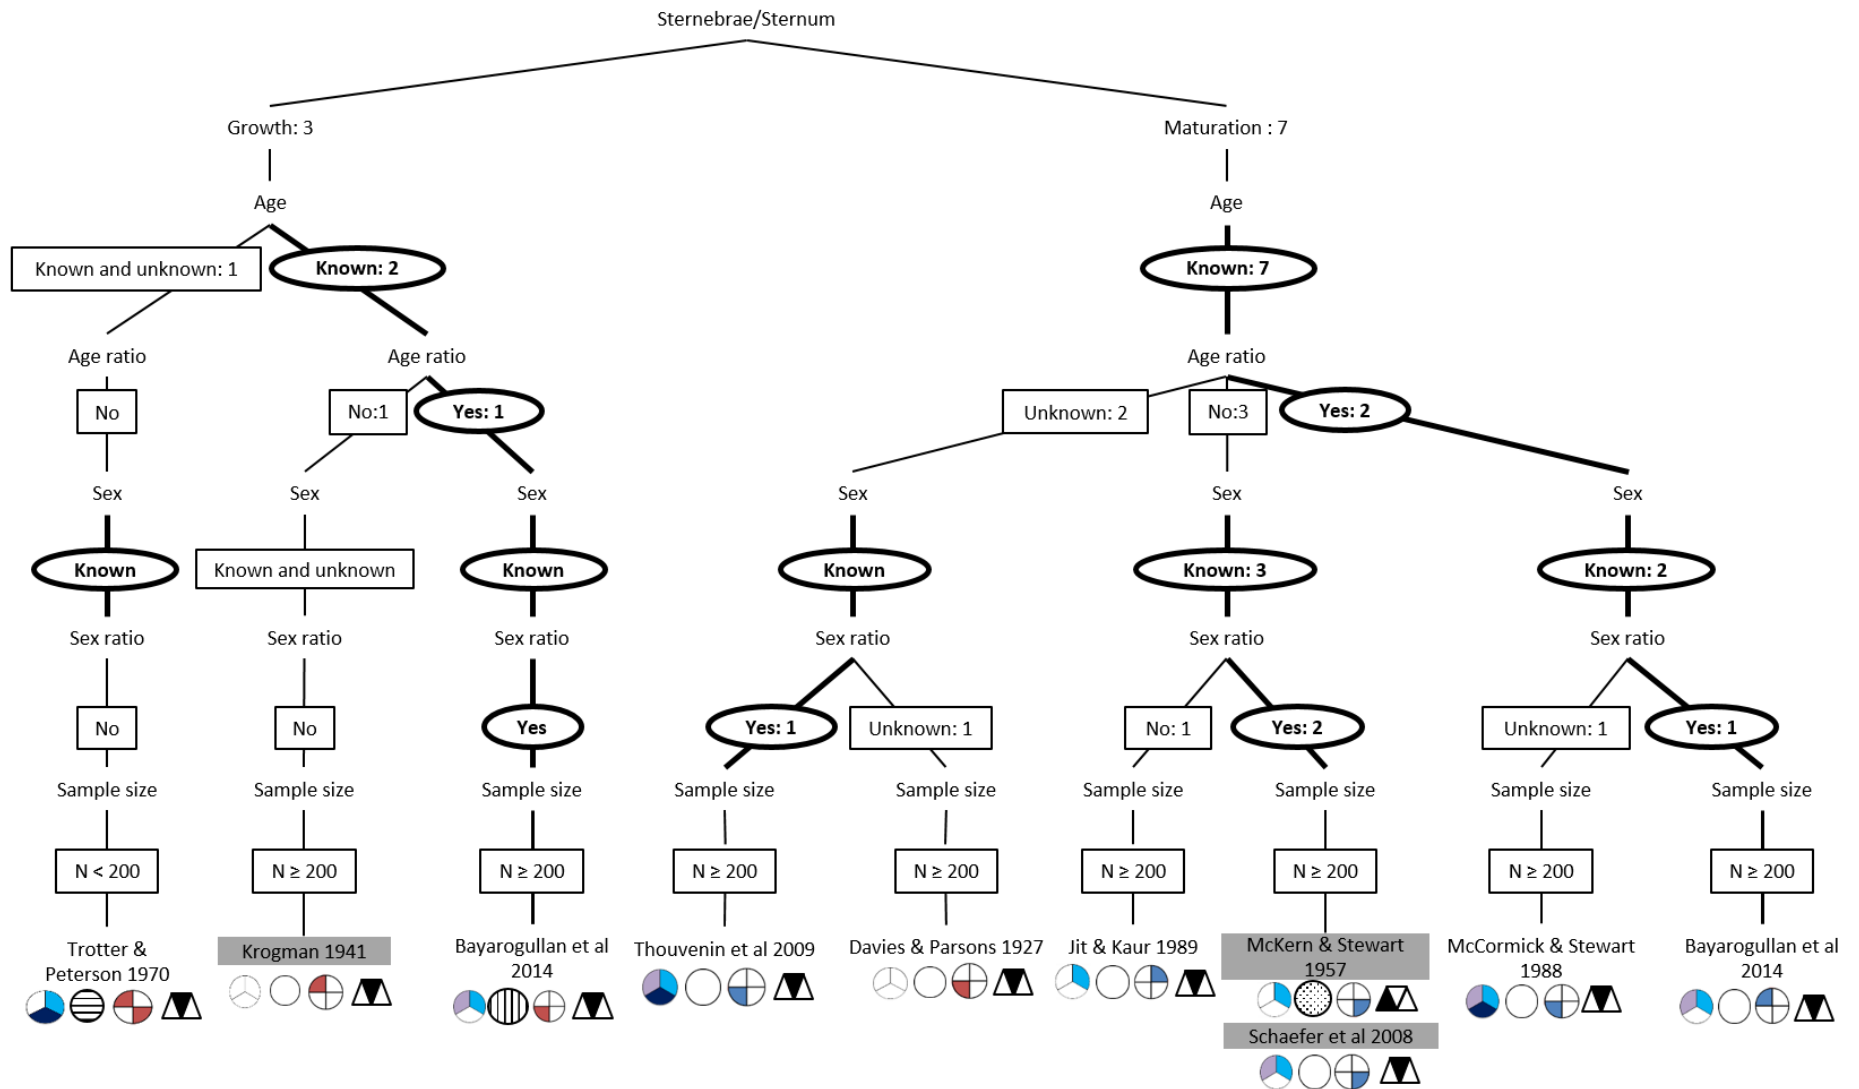 Sternebrae/Sternum
Growth: 3
Maturation : 7
Age
Age
Known and unknown: 1
Known: 2
Known: 7
Age ratio
Age ratio
Age ratio
No
No:1
Yes: 1
Unknown: 2
No:3
Yes: 2
Sex
Sex
Sex
Sex
Sex
Sex
Known
Known and unknown
Known
Known
Known: 3
Known: 2
Sex ratio
Sex ratio
Sex ratio
Sex ratio
Sex ratio
Sex ratio
No
No
Yes
Yes: 1
Unknown: 1
No: 1
Yes: 2
Unknown: 1
Yes: 1
Sample size
Sample size
Sample size
Sample size
Sample size
Sample size
Sample size
Sample size
Sample size
N < 200
N ≥ 200
N ≥ 200
N ≥ 200
N ≥ 200
N ≥ 200
N ≥ 200
N ≥ 200
N ≥ 200
Trotter &
Peterson 1970
Krogman 1941
Bayarogullan et al
2014
Thouvenin et al 2009
Davies & Parsons 1927
Jit & Kaur 1989
McKern & Stewart
1957
Schaefer et al 2008
McCormick & Stewart
1988
Bayarogullan et al
2014